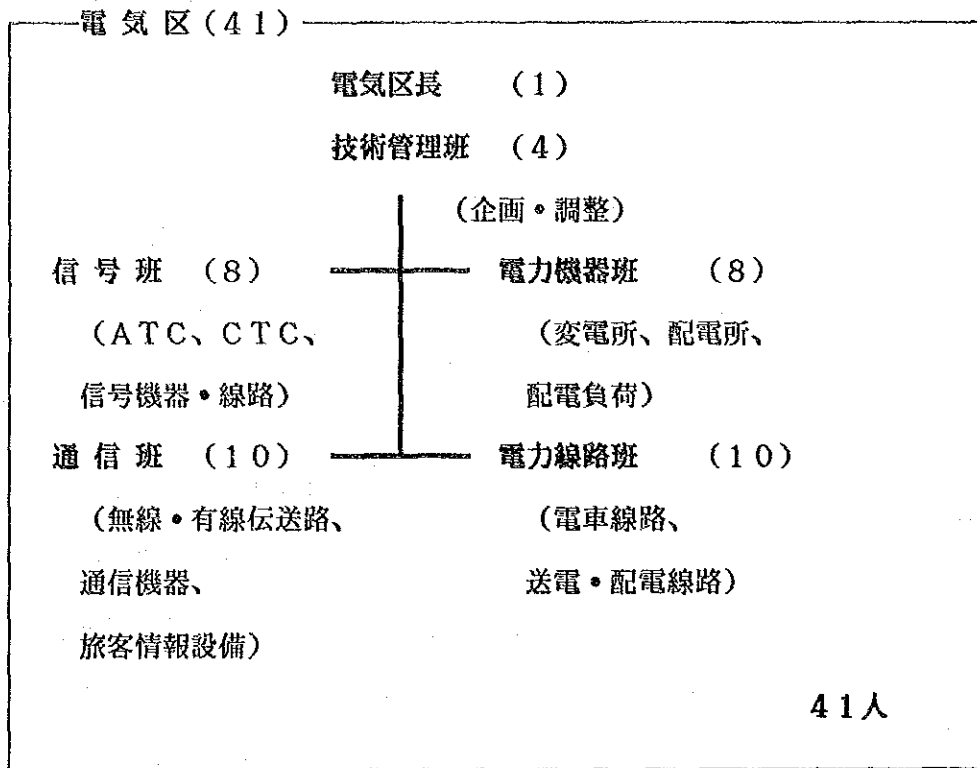 電気区(41)
電気区長 (1)
技術管理班 (4)
(企画・調整)
信号班 (8)
電力機器班 (8)
(ATC、CTC、
信号機器・線路)
(変電所、配電所、
配電負荷)
通信班 (10)
電力線路班 (10)
(無線・有線伝送路、
通信機器、
旅客情報設備)
(電車線路、
送電・配電線路)
41人